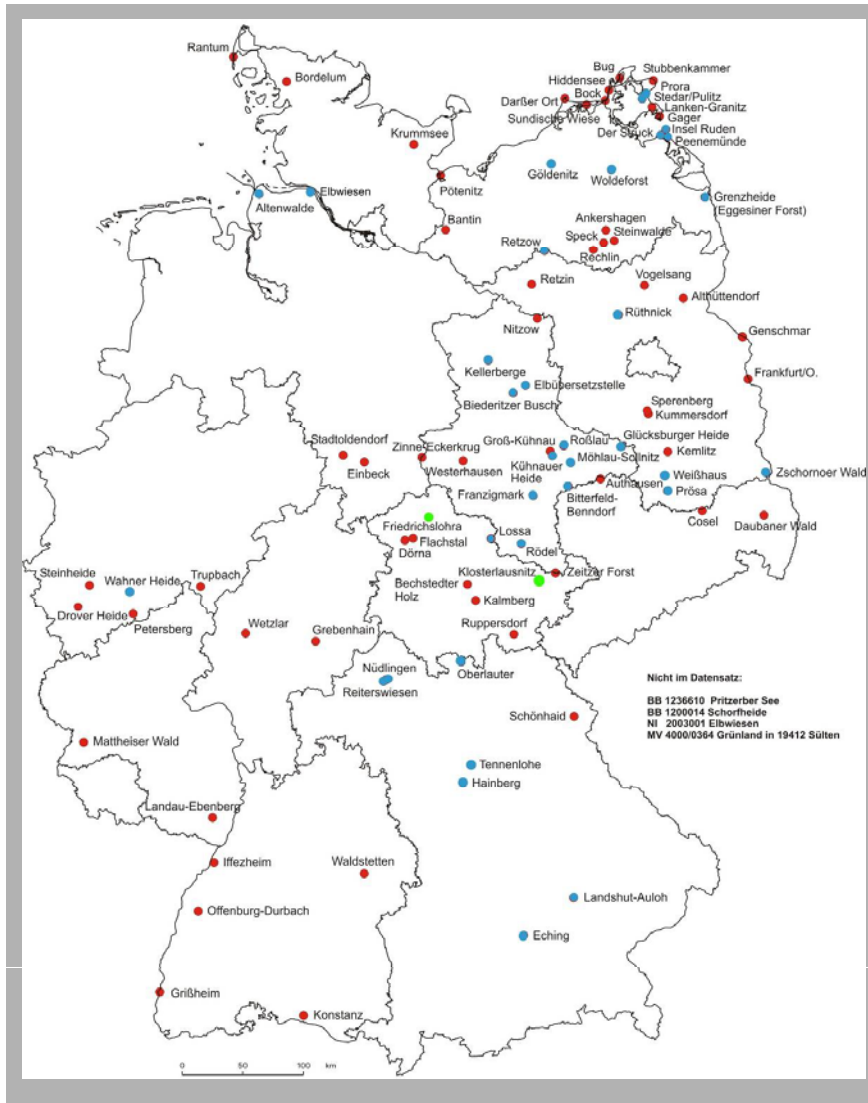 Rantum
Bordelum
Bug
Stubbenkammer
Hiddensee
Prora
Bock
Stedar/Pulitz
Darßer Ort
Lanken-Granitz
Sundische Wiese
Gager
Krummsee
Der Struck
Insel Ruden
Peenemünde
Pötenitz
Göldenitz
Woldeforst
Elbwiesen
Altenwalde
Grenzheide
(Eggesiner Forst)
Bantin
Ankershagen
Speck
Steinwalde
Retzow
Rechlin
Retzin
Vogelsang
Althüttendorf
Nitzow
Rüthnick
Genschmar
Kellerberge
Frankfurt/O.
Elbübersetzstelle
Biederitzer Busch
Sperenberg
Kummersdorf
Stadtoldendorf
Zinne-Eckerkrug
Groß-Kühnau
Roßlau
Glücksburger Heide
Einbeck
Westerhausen
Kühnauer
Heide
Möhlau-Sollnitz
Kemlitz
Zschornoer Wald
Weißhaus
Franzigmark
Bitterfeld-
Benndorf
Authausen
Prösa
Cosel
Daubaner Wald
Friedrichslohra
Flachstal
Dörna
Lossa
Rödel
Steinheide
Wahner Heide
Trupbach
Klosterlausnitz
Zeitzer Forst
Bechstedter
Holz
Kalmberg
Drover Heide
Petersberg
Wetzlar
Grebenhain
Ruppersdorf
Nüdlingen
Reiterswiesen
Oberlauter
Nicht im Datensatz:
BB 1236610 Pritzerber See
BB 1200014 Schorfheide
NI 2003001 Elbwiesen
MV 4000/0364 Grünland in 19412 Sülten
Schönhaid
Mattheiser Wald
Tennenlohe
Hainberg
Landau-Ebenberg
Iffezheim
Waldstetten
Offenburg-Durbach
Landshut-Auloh
Eching
Grißheim
Konstanz
0 50 100 km